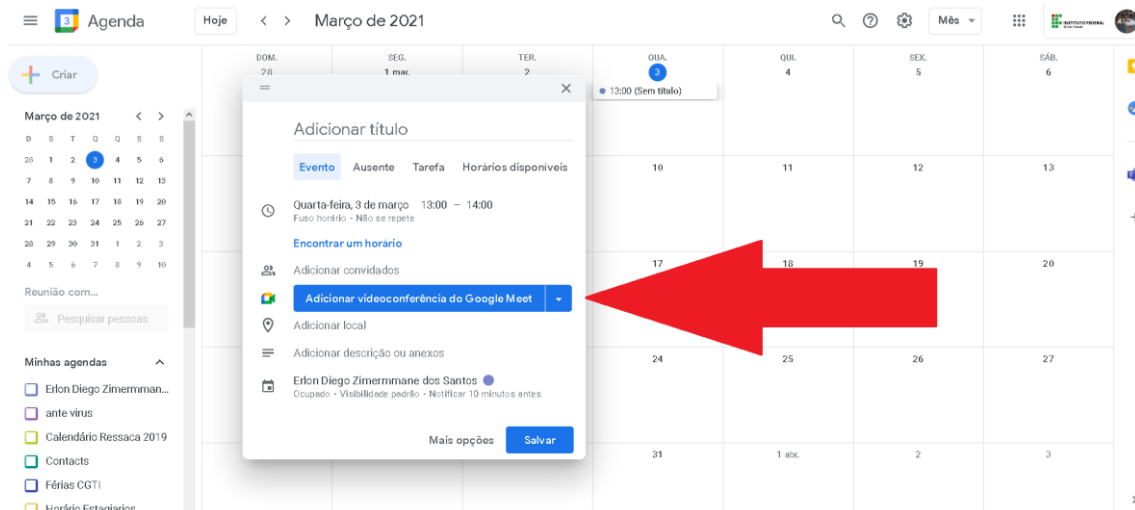 3 Agenda Hoje Março de 2021 Mês INSTITUTO FEDERAL
Criar
Março de 2021
D S T Q Q S S
28 1 2 3 4 5 6
7 8 9 10 11 12 13
14 15 16 17 18 19 20
21 22 23 24 25 26 27
28 29 30 31 1 2 3
4 5 6 7 8 9 10
Reunião com...
Pesquisar pessoas
Minhas agendas
Erlon Diego Zimermman...
ante virus
Calendário Ressaca 2019
Contacts
Férias CGTI
Horário Estagiarios
DOM. SEG. TER. QUA. QUI. SEX. SÁB.
28 1 mar. 2 3 4 5 6
13:00 (Sem título)
10 11 12 13
17 18 19 20
24 25 26 27
31 1 abr. 2 3
Adicionar título
Evento Ausente Tarefa Horários disponíveis
Quarta-feira, 3 de março 13:00 – 14:00
Fuso horário • Não se repete
Encontrar um horário
Adicionar convidados
Adicionar videoconferência do Google Meet
Adicionar local
Adicionar descrição ou anexos
Erlon Diego Zimermmane dos Santos
Ocupado • Visibilidade padrão • Notificar 10 minutos antes
Mais opções Salvar